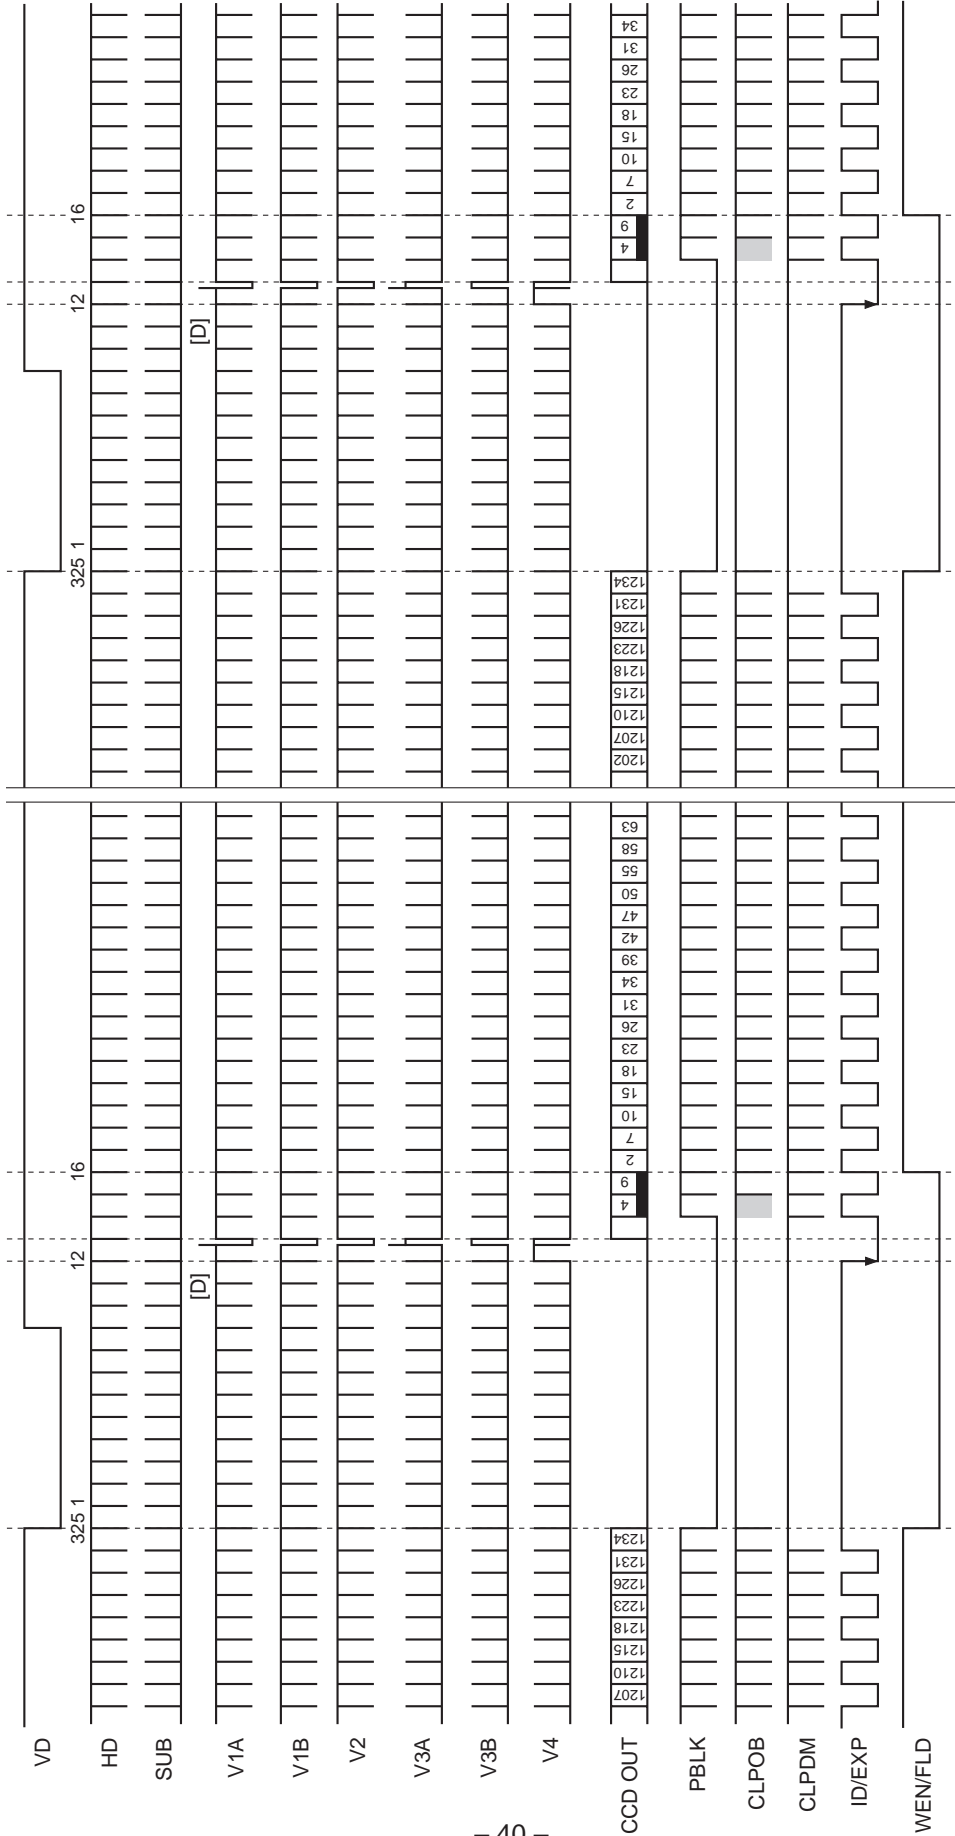 VD
325 1 12 16 325 1 12 16
HD
SUB
[D] [D]
V1A
V1B
V2
V3A
V3B
V4
CCD OUT 1207 1210 1215 1218 1223 1226 1231 1234 4 9 2 7 10 15 18 23 26 31 34 39 42 47 50 55 58 63 1202 1207 1210 1215 1218 1223 1226 1231 1234 4 9 2 7 10 15 18 23 26 31 34
PBLK
CLPOB
CLPDM
ID/EXP
WEN/FLD
– 40 –